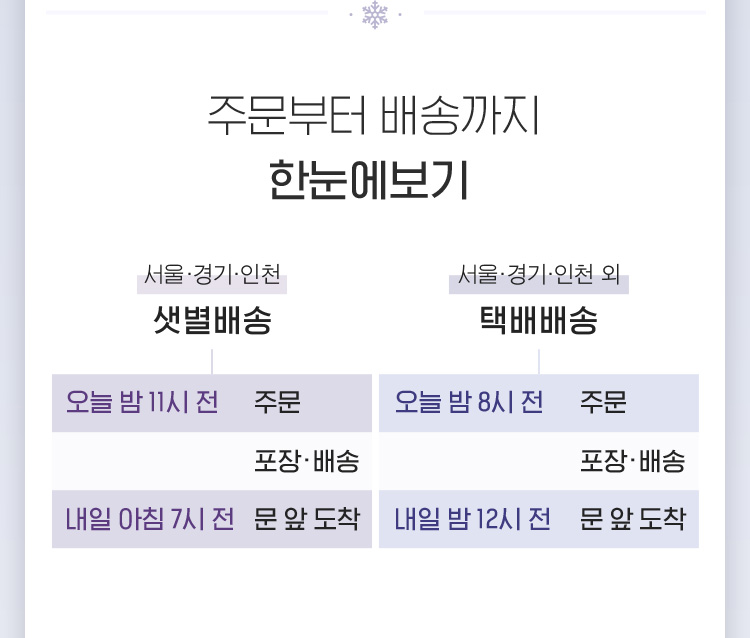 주문부터 배송까지
한눈에보기
서울·경기·인천
샛별배송
오늘 밤 11시 전 주문
포장·배송
내일 아침 7시 전 문 앞 도착
서울·경기·인천 외
택배배송
오늘 밤 8시 전 주문
포장·배송
내일 밤 12시 전 문 앞 도착